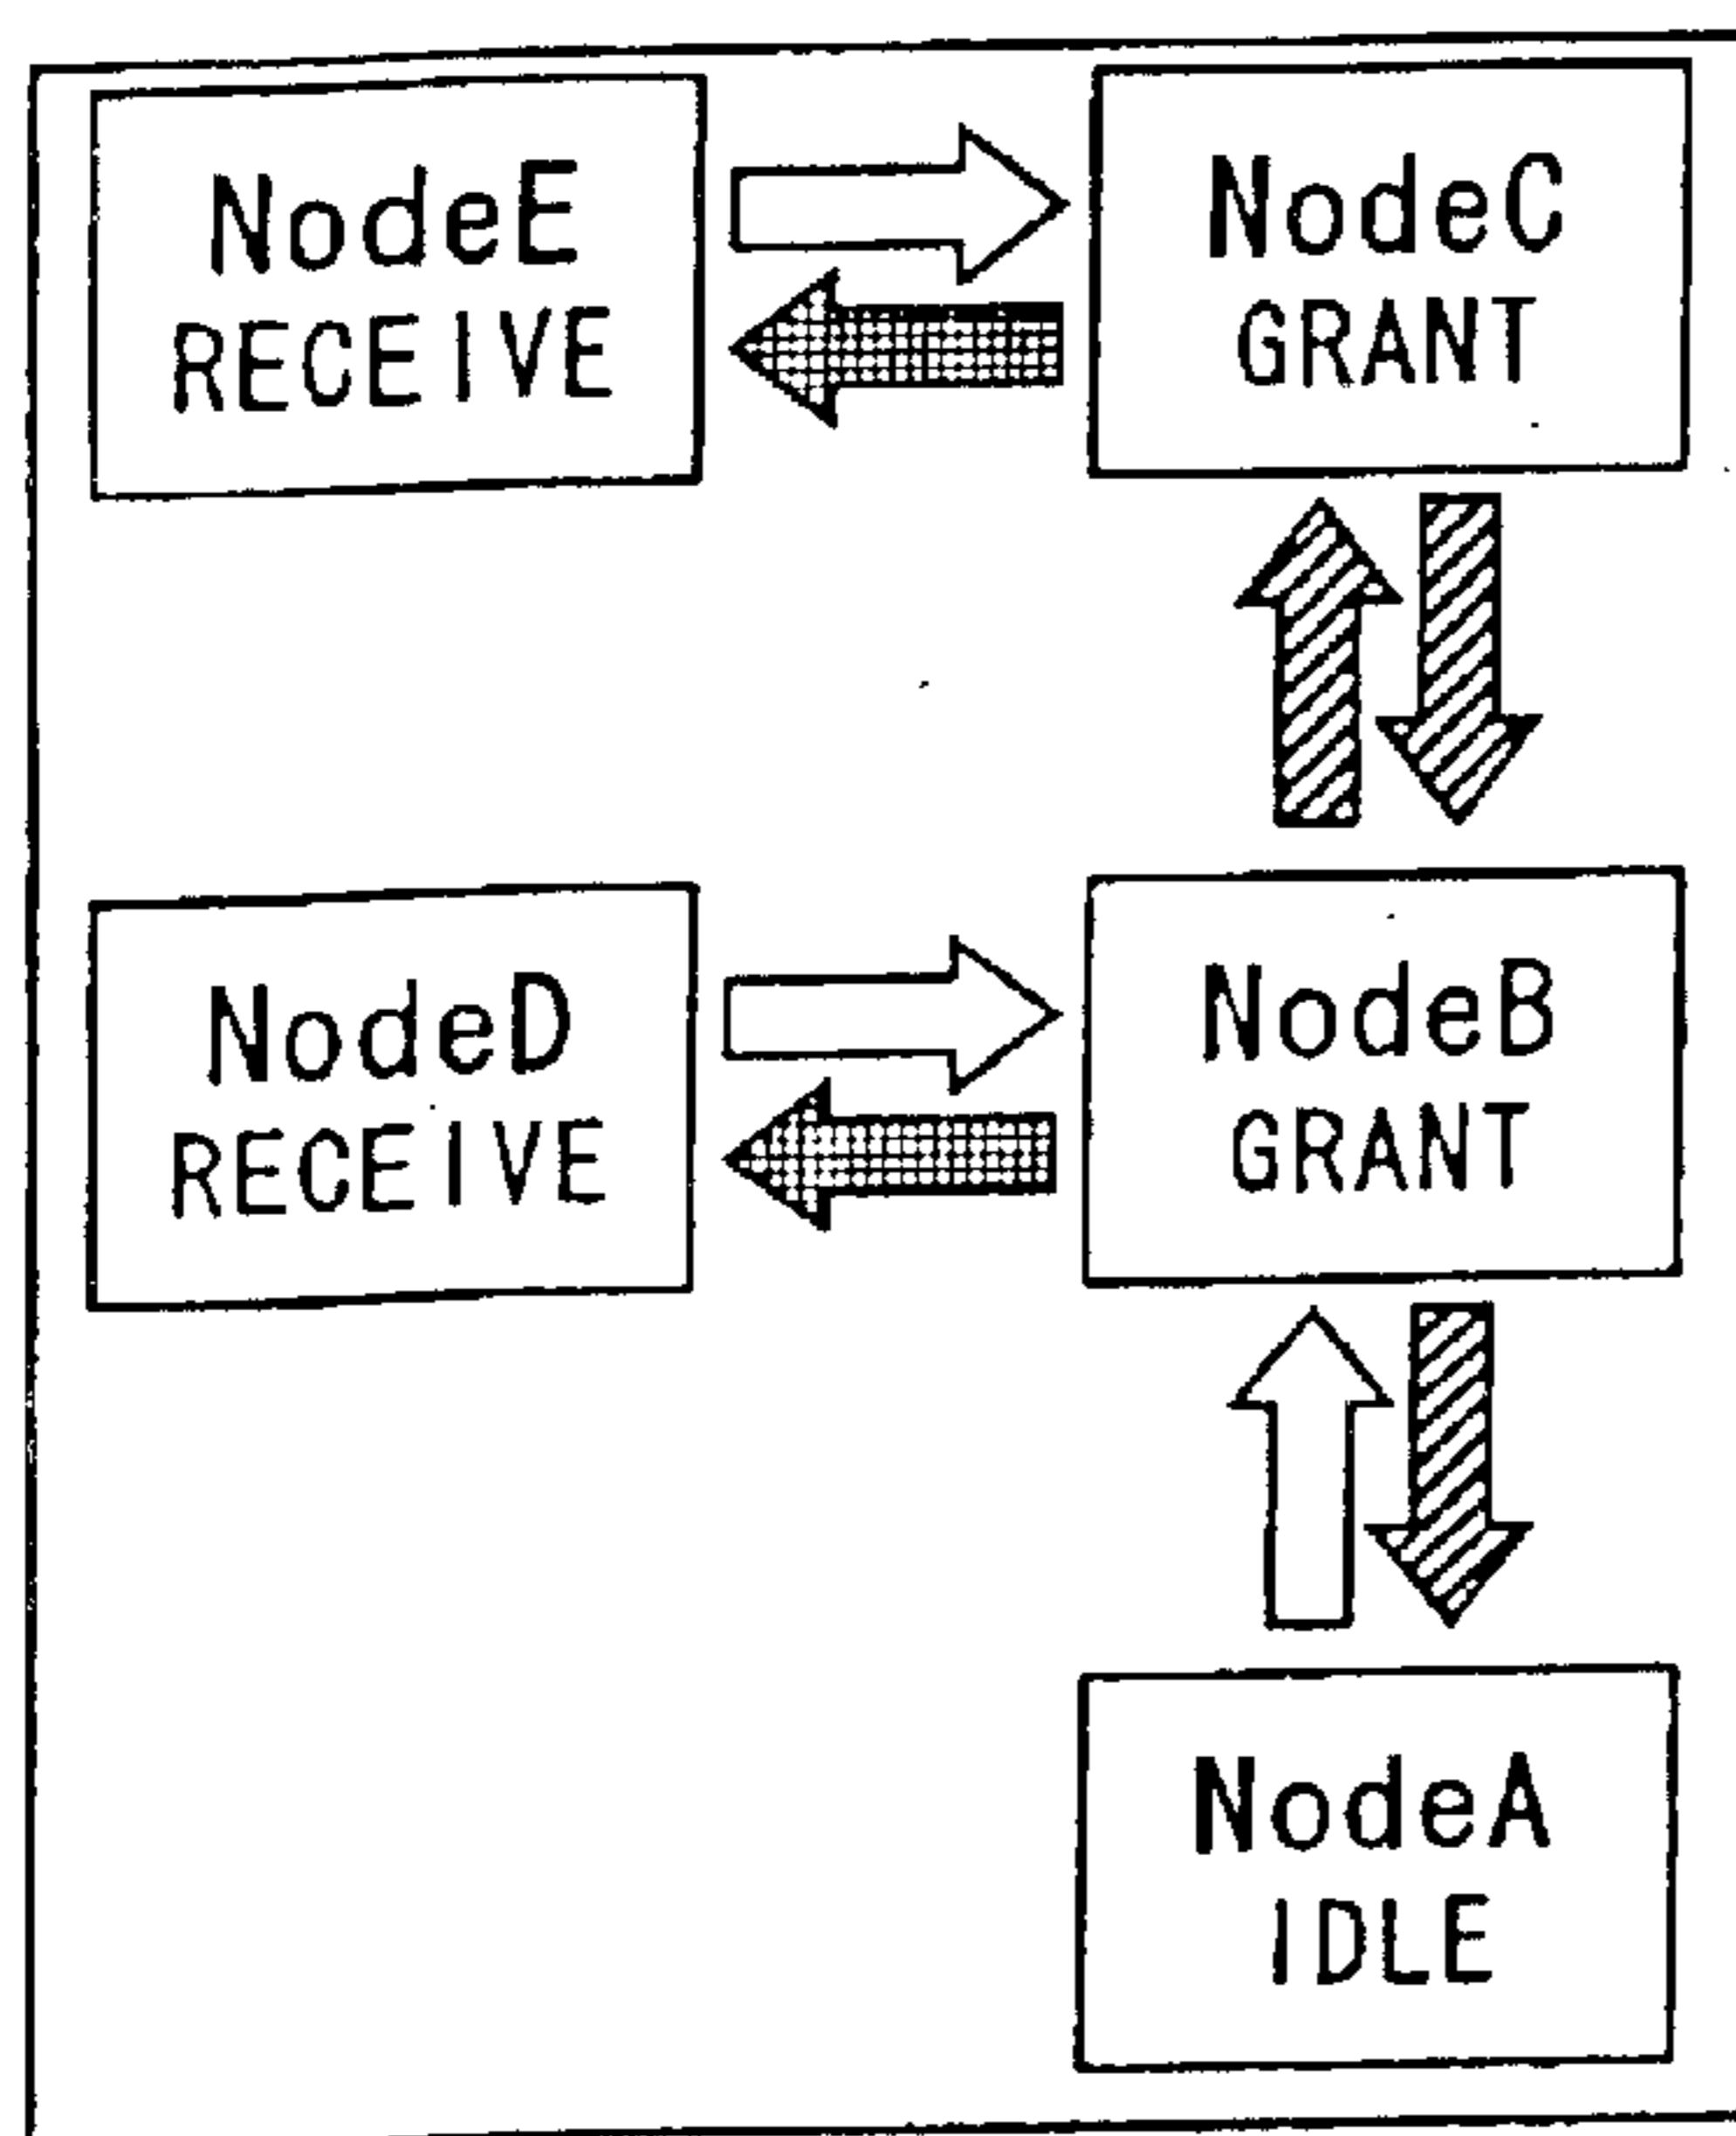 NodeE
RECEIVE
NodeC
GRANT
NodeD
RECEIVE
NodeB
GRANT
NodeA
IDLE